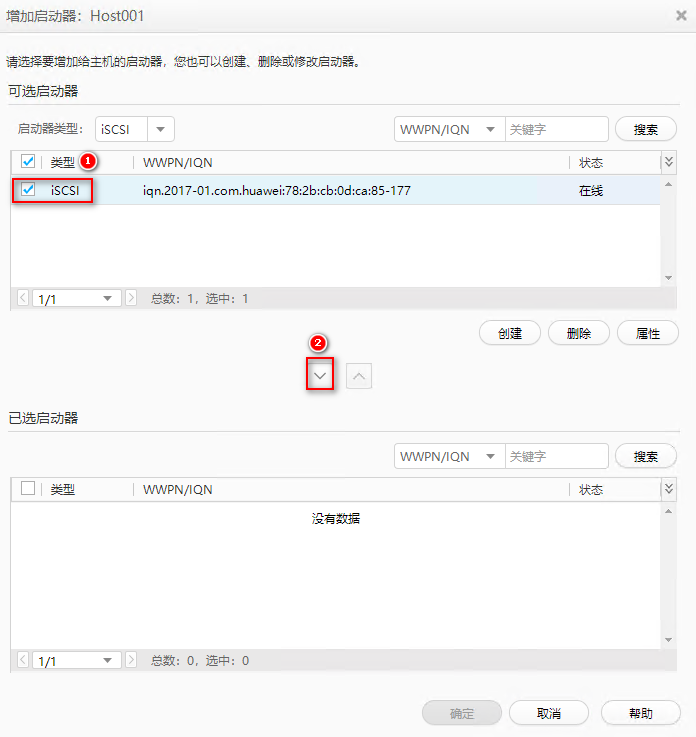 增加启动器：Host001
请选择要增加给主机的启动器，您也可以创建、删除或修改启动器。
可选启动器
启动器类型： iSCSI WWPN/IQN 关键字 搜索
类型 1 WWPN/IQN 状态
iSCSI iqn.2017-01.com.huawei:78:2b:cb:0d:ca:85-177 在线
1/1 总数：1，选中：1
创建 删除 属性
2
已选启动器
WWPN/IQN 关键字 搜索
类型 WWPN/IQN 状态
没有数据
1/1 总数：0，选中：0
确定 取消 帮助